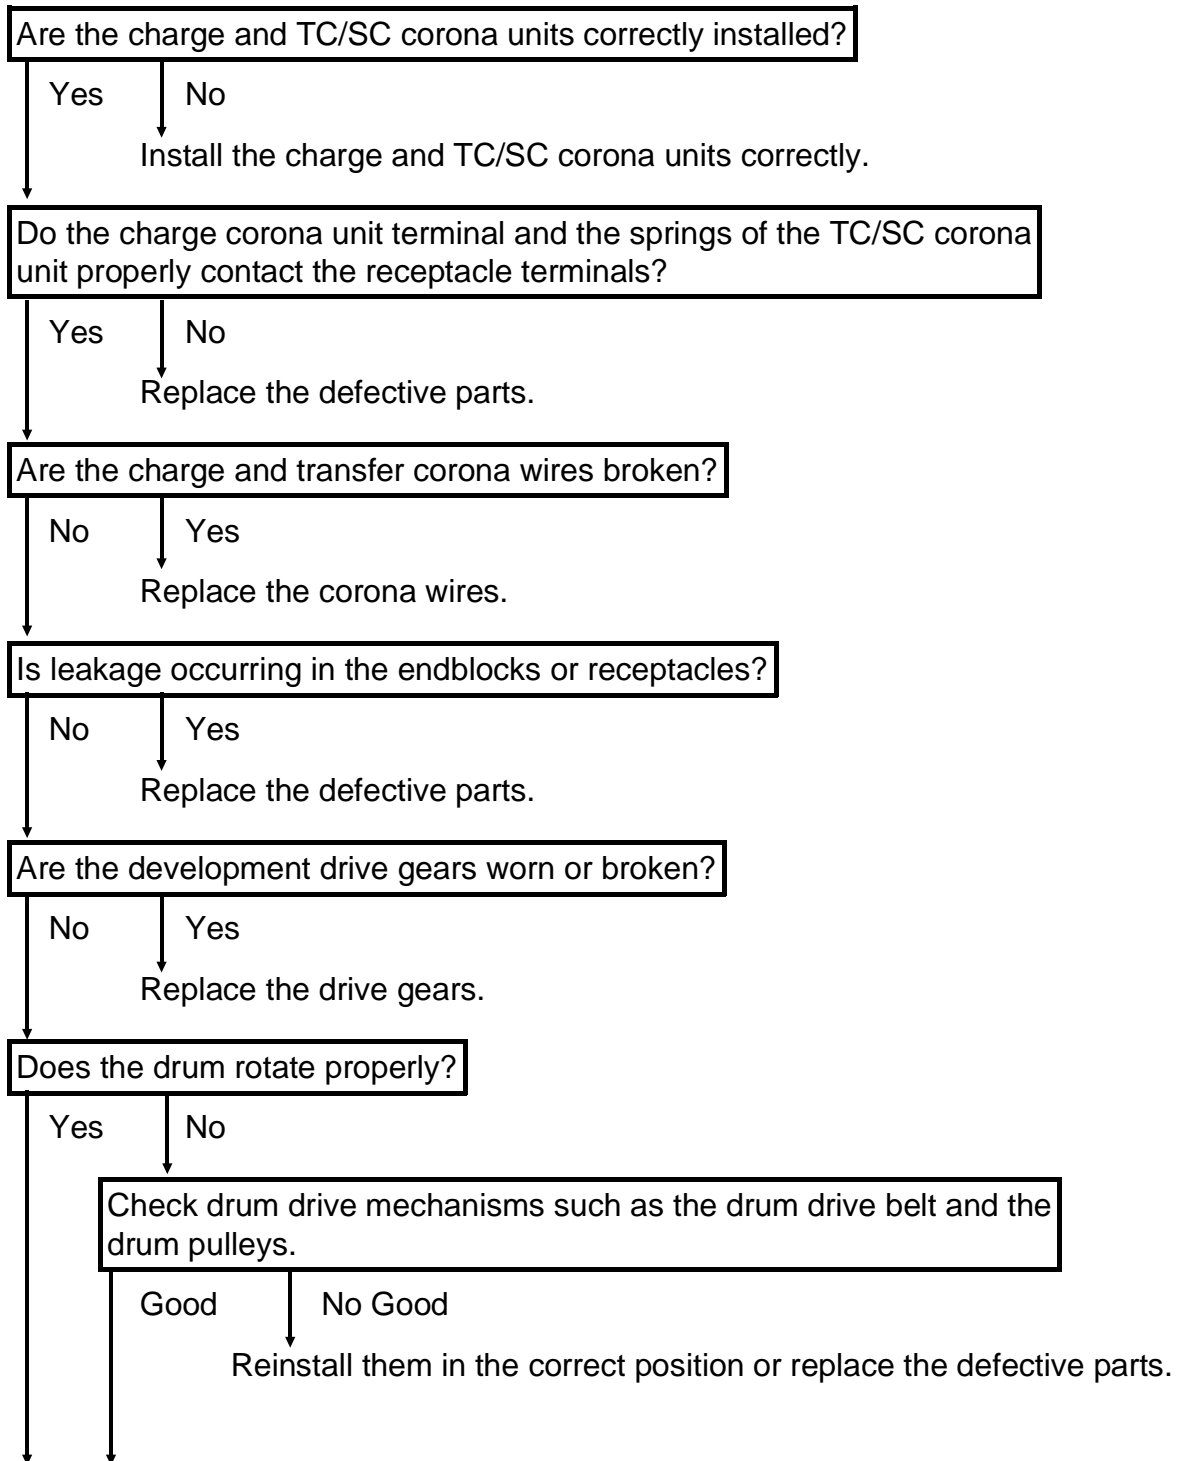 Are the charge and TC/SC corona units correctly installed?
Yes No
Install the charge and TC/SC corona units correctly.
Do the charge corona unit terminal and the springs of the TC/SC corona
unit properly contact the receptacle terminals?
Yes No
Replace the defective parts.
Are the charge and transfer corona wires broken?
No Yes
Replace the corona wires.
Is leakage occurring in the endblocks or receptacles?
No Yes
Replace the defective parts.
Are the development drive gears worn or broken?
No Yes
Replace the drive gears.
Does the drum rotate properly?
Yes No
Check drum drive mechanisms such as the drum drive belt and the
drum pulleys.
Good No Good
Reinstall them in the correct position or replace the defective parts.